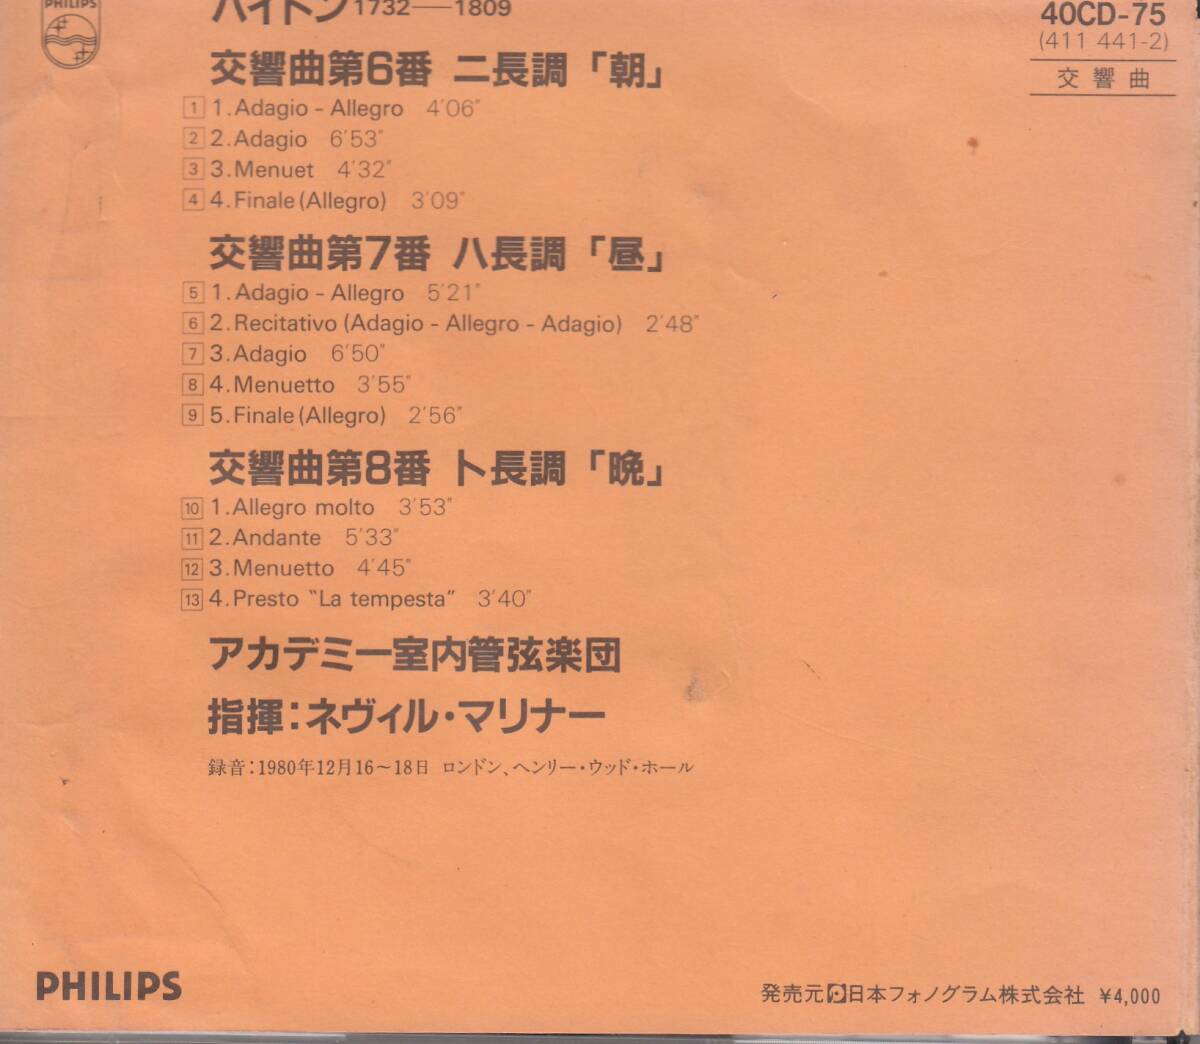 PHILIPS
ハイドン1732——1809
40CD-75
(411 441-2)
交響曲
交響曲第6番 ニ長調「朝」
1 1.Adagio - Allegro 4'06"
2 2.Adagio 6'53"
3 3.Menuet 4'32"
4 4.Finale (Allegro) 3'09"
交響曲第7番 ハ長調「昼」
5 1.Adagio - Allegro 5'21"
6 2.Recitativo (Adagio - Allegro - Adagio) 2'48"
7 3.Adagio 6'50"
8 4.Menuetto 3'55"
9 5.Finale (Allegro) 2'56"
交響曲第8番 ト長調「晩」
10 1.Allegro molto 3'53"
11 2.Andante 5'33"
12 3.Menuetto 4'45"
13 4.Presto "La tempesta" 3'40"
アカデミー室内管弦楽団
指揮：ネヴィル・マリナー
録音：1980年12月16～18日 ロンドン、ヘンリー・ウッド・ホール
PHILIPS
発売元 日本フォノグラム株式会社 ¥4,000